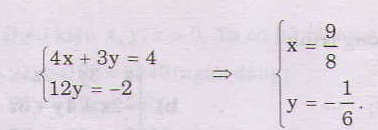 {4x + 3y = 4
12y = −2 ⇒ {x = 9/8
y = −1/6.